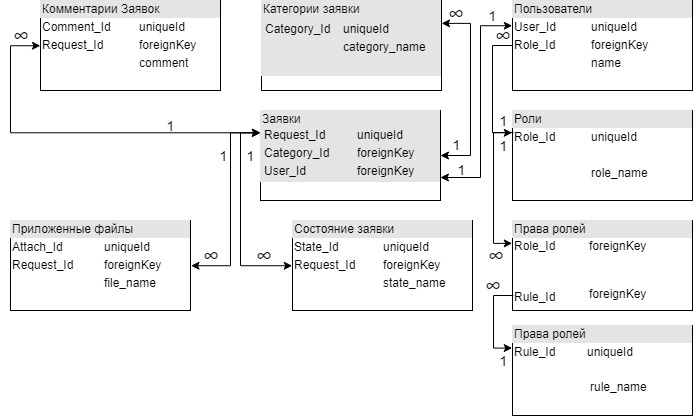 Комментарии Заявок
Comment_Id uniqueId
Request_Id foreignKey
comment
∞
Категории заявки
Category_Id uniqueId
category_name
∞
Пользователи
User_Id uniqueId
Role_Id foreignKey
name
1
∞
Заявки
Request_Id uniqueId
Category_Id foreignKey
User_Id foreignKey
1
1
1
1
1
Роли
Role_Id uniqueId
role_name
1
1
Приложенные файлы
Attach_Id uniqueId
Request_Id foreignKey
file_name
∞
Состояние заявки
State_Id uniqueId
Request_Id foreignKey
state_name
∞
Права ролей
Role_Id foreignKey
Rule_Id foreignKey
∞
∞
Права ролей
Rule_Id uniqueId
rule_name
1